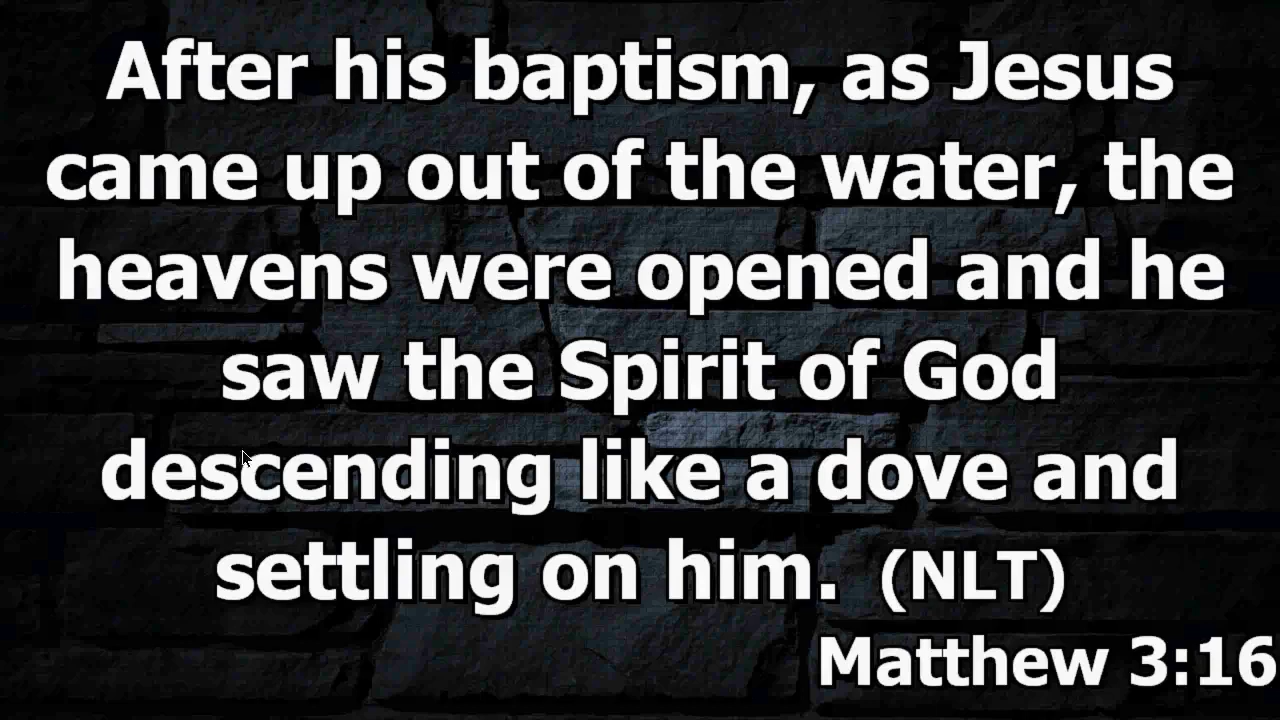 After his baptism, as Jesus
came up out of the water, the
heavens were opened and he
saw the Spirit of God
descending like a dove and
settling on him. (NLT)
Matthew 3:16